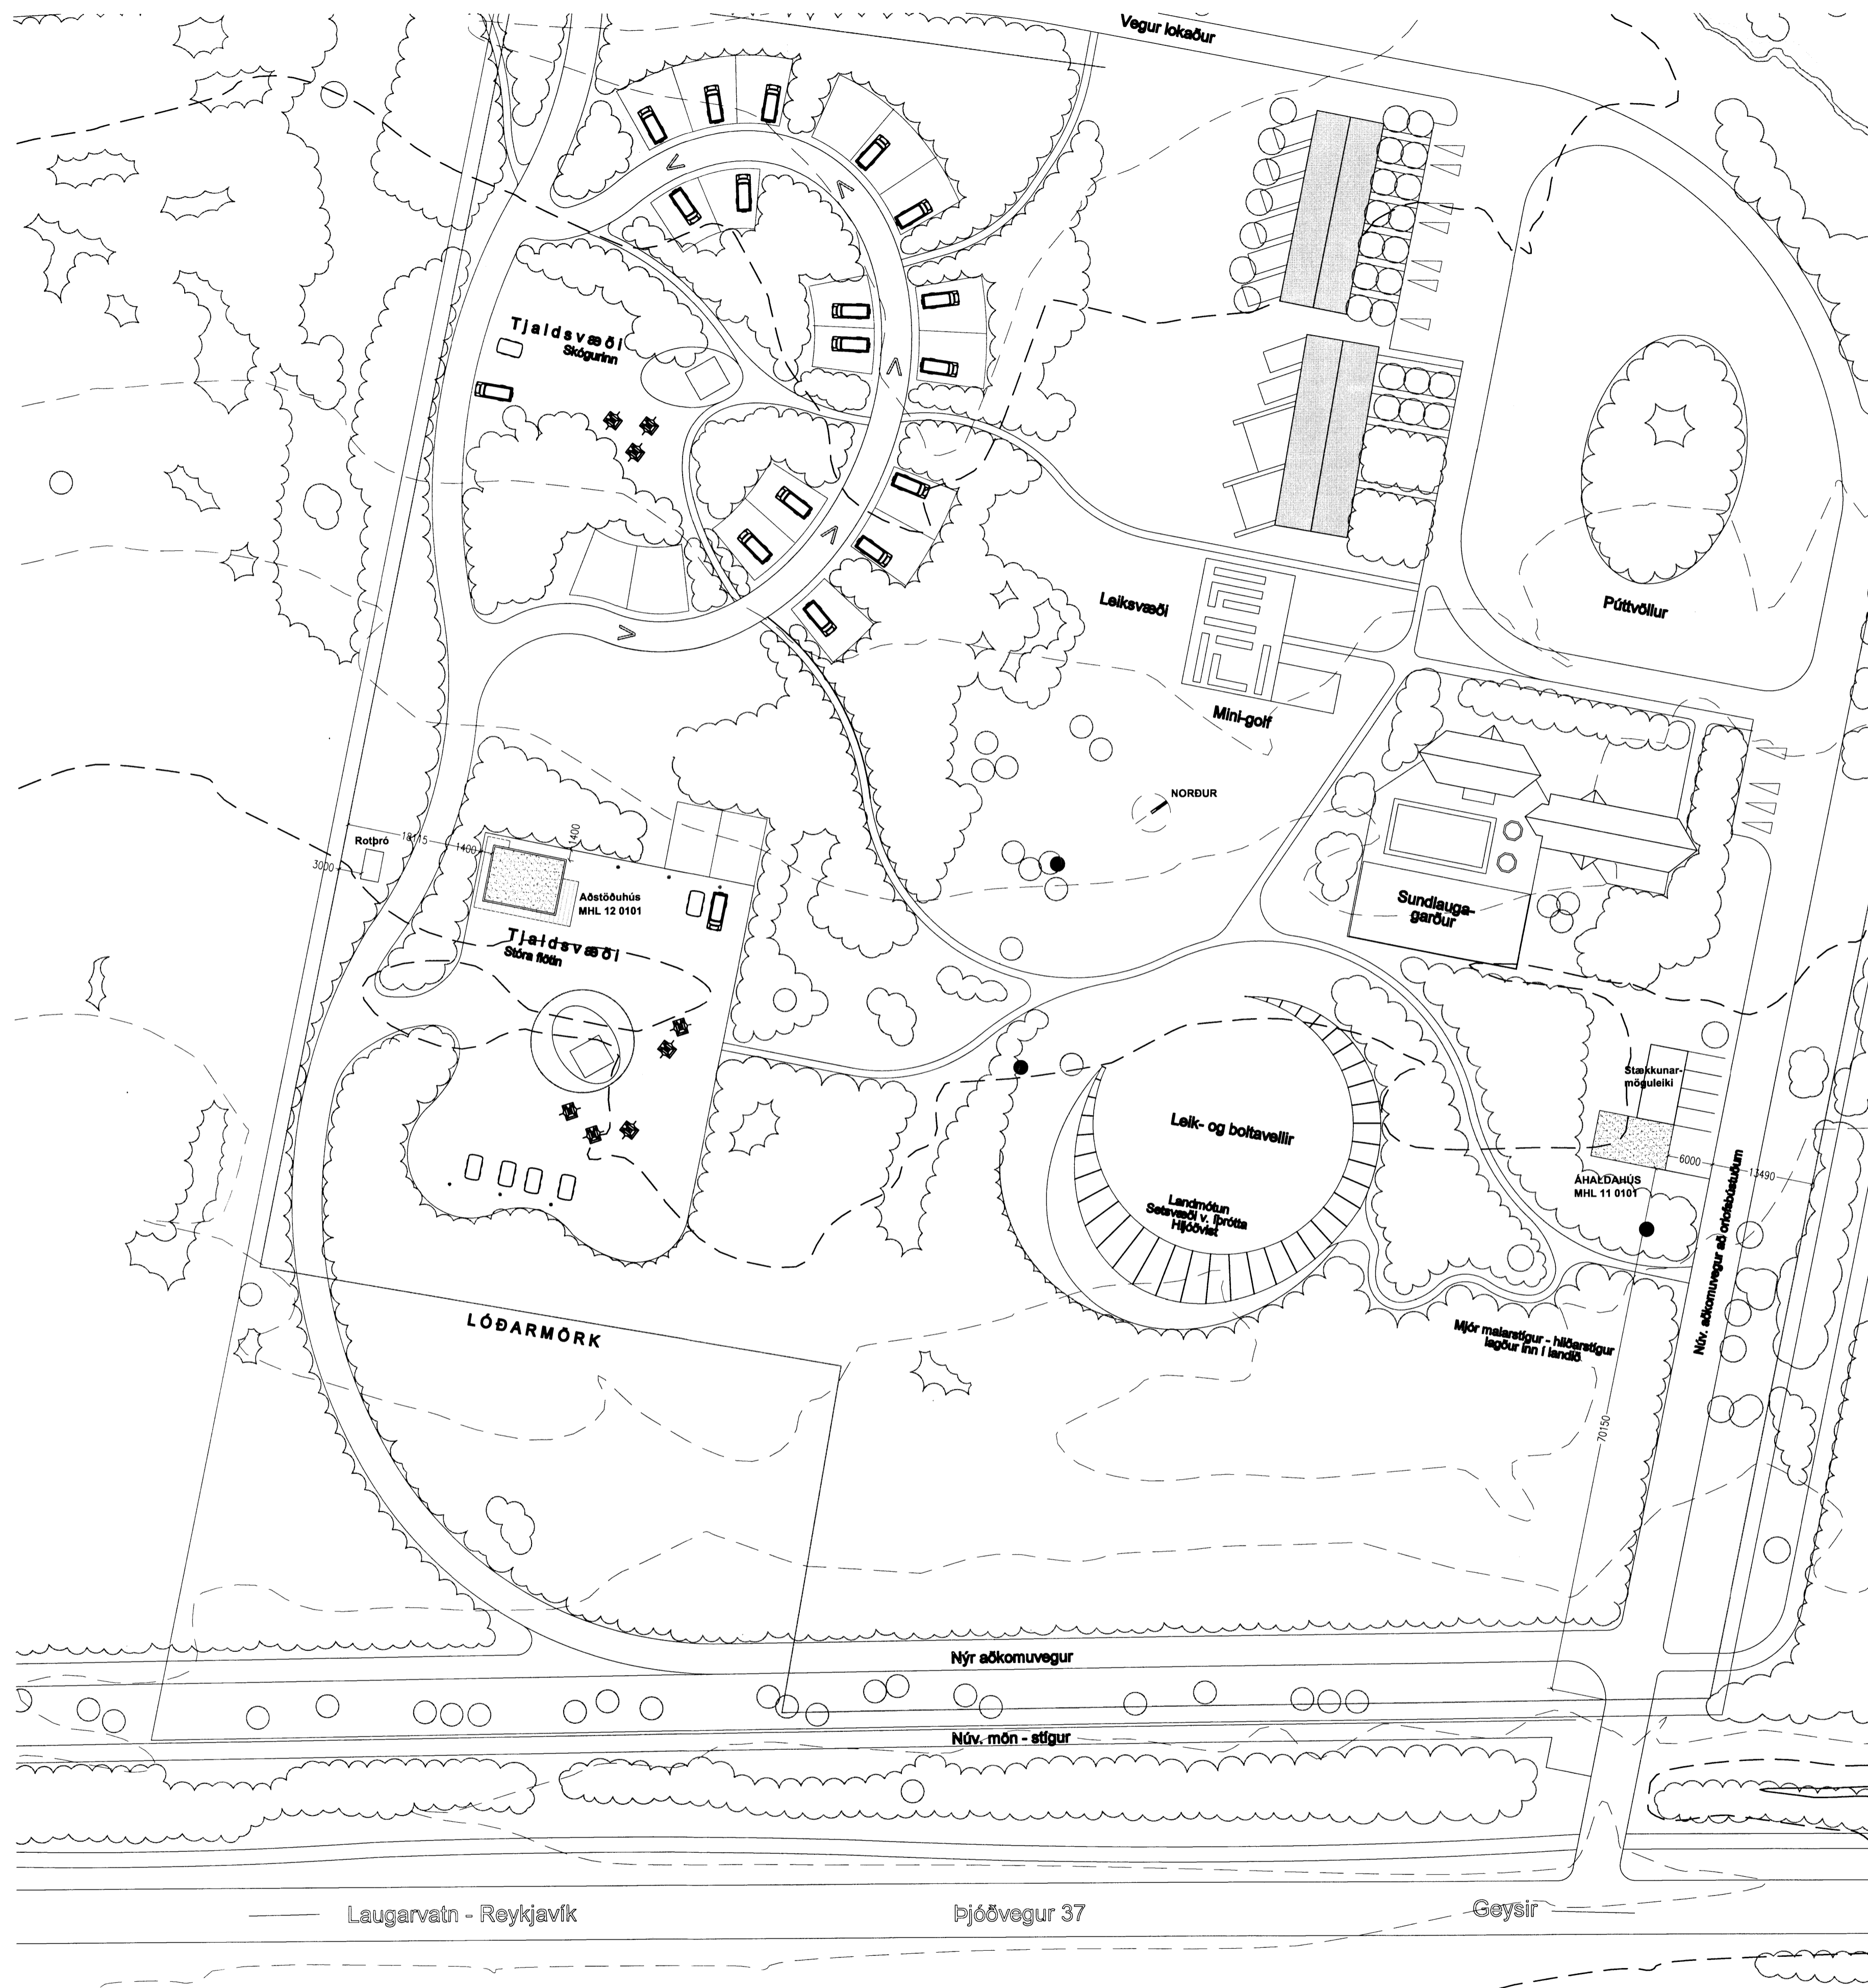 Vegur lokaður
Tjaldsvæði
Skógurinn
Leiksvæði
Púttvöllur
Mini-golf
NORÐUR
Rotþró
18115
1400
1400
3000
Aðstöðuhús
MHL 12 0101
Tjaldsvæði
Stóra flötin
Sundlauga-
garður
Stækkunar-
möguleiki
Leik- og boltavellir
6000
13490
ÁHALDAHÚS
MHL 11 0101
Landmótun
Setsvæði v. íþrótta
Hljóðvist
Núv. aðkomuvegur að orlofabústuðum
LÓÐARMÖRK
Mjór malarstígur - hliðarstígur
lagður inn í landið
70150
Nýr aðkomuvegur
Núv. mön - stígur
Laugarvatn - Reykjavík
Þjóðvegur 37
Geysir